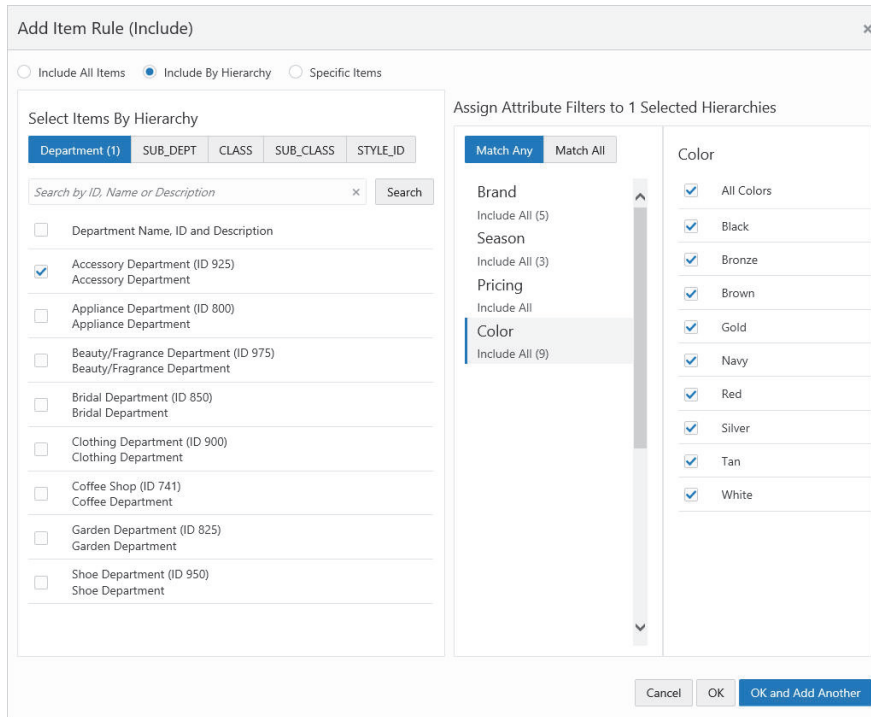 Add Item Rule (Include)
×
Include All Items Include By Hierarchy Specific Items
Select Items By Hierarchy
Department (1) SUB_DEPT CLASS SUB_CLASS STYLE_ID
Search by ID, Name or Description × Search
Department Name, ID and Description
Accessory Department (ID 925)
Accessory Department
Appliance Department (ID 800)
Appliance Department
Beauty/Fragrance Department (ID 975)
Beauty/Fragrance Department
Bridal Department (ID 850)
Bridal Department
Clothing Department (ID 900)
Clothing Department
Coffee Shop (ID 741)
Coffee Department
Garden Department (ID 825)
Garden Department
Shoe Department (ID 950)
Shoe Department
Assign Attribute Filters to 1 Selected Hierarchies
Match Any Match All
Brand
Include All (5)
Season
Include All (3)
Pricing
Include All
Color
Include All (9)
Color
All Colors
Black
Bronze
Brown
Gold
Navy
Red
Silver
Tan
White
Cancel OK OK and Add Another